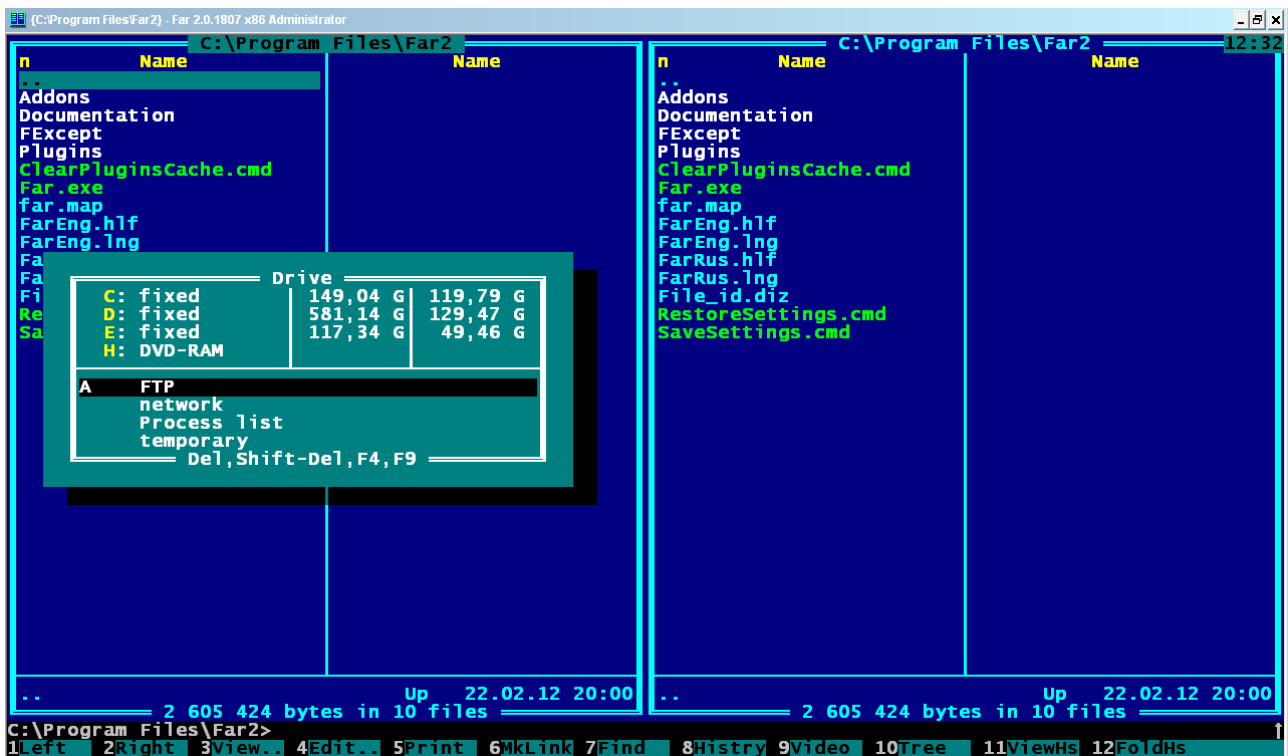 {C:\Program Files\Far2} - Far 2.0.1807 x86 Administrator
C:\Program Files\Far2
n Name Name
..
Addons
Documentation
FExcept
Plugins
ClearPluginsCache.cmd
Far.exe
far.map
FarEng.hlf
FarEng.lng
Fa
Fa
Fi
Re
Sa
Drive
C: fixed 149,04 G 119,79 G
D: fixed 581,14 G 129,47 G
E: fixed 117,34 G 49,46 G
H: DVD-RAM
A FTP
network
Process list
temporary
Del,Shift-Del,F4,F9
.. Up 22.02.12 20:00
2 605 424 bytes in 10 files
C:\Program Files\Far2 12:32
n Name Name
..
Addons
Documentation
FExcept
Plugins
ClearPluginsCache.cmd
Far.exe
far.map
FarEng.hlf
FarEng.lng
FarRus.hlf
FarRus.lng
File_id.diz
RestoreSettings.cmd
SaveSettings.cmd
.. Up 22.02.12 20:00
2 605 424 bytes in 10 files
C:\Program Files\Far2> ↑
1Left 2Right 3View.. 4Edit.. 5Print 6MkLink 7Find 8Histry 9Video 10Tree 11ViewHs 12FoldHs